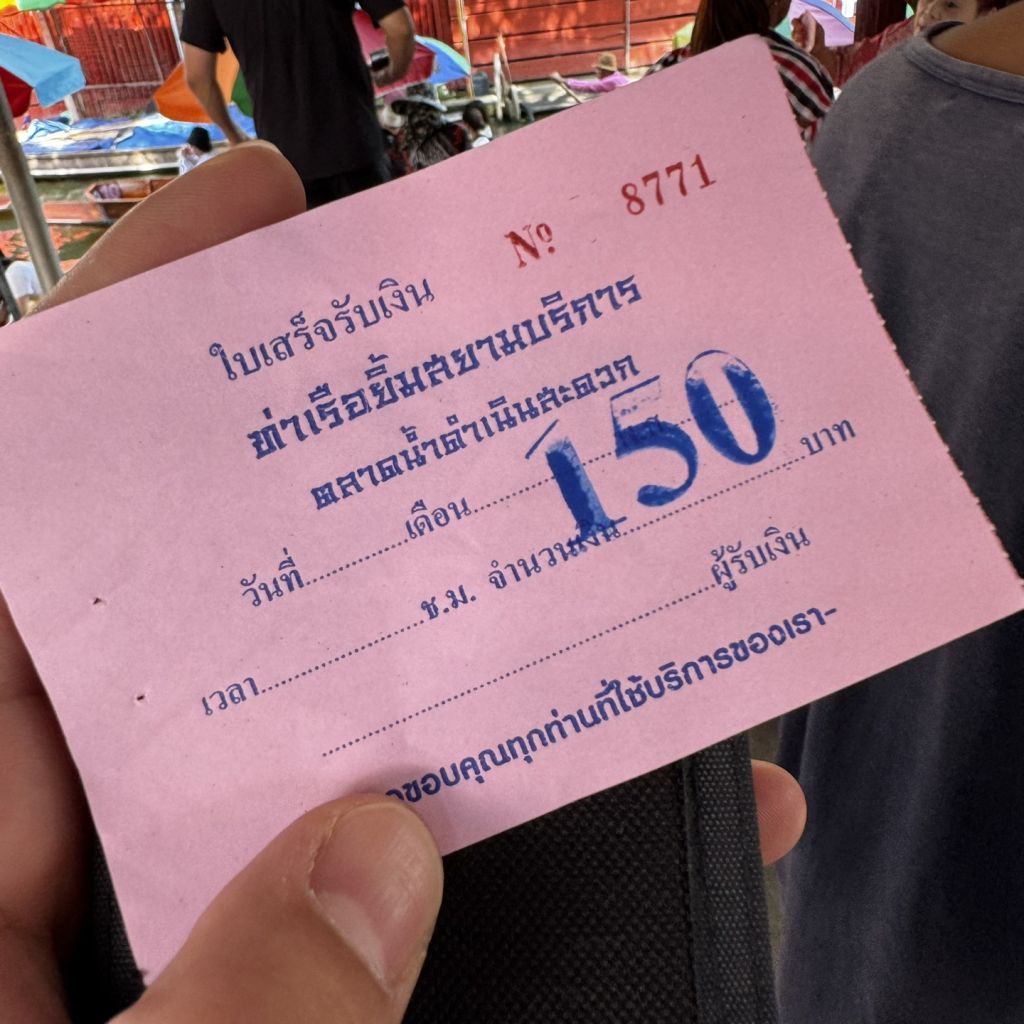 Nº 8771
ใบเสร็จรับเงิน
ท่าเรือยิ้มสยามบริการ
ตลาดน้ำดำเนินสะดวก
วันที่...............เดือน...............
150
เวลา...............ช.ม. จำนวนเงิน...............บาท
...............ผู้รับเงิน
ขอบคุณทุกท่านที่ใช้บริการของเรา-